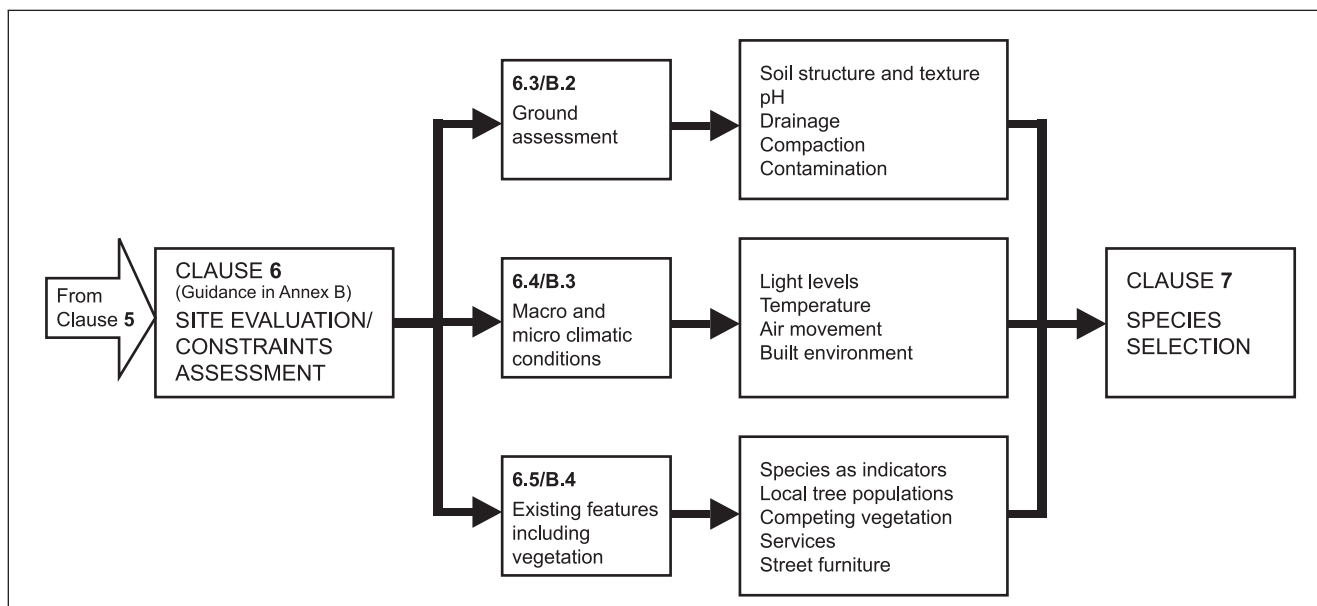 From
Clause 5
CLAUSE 6
(Guidance in Annex B)
SITE EVALUATION/
CONSTRAINTS
ASSESSMENT
6.3/B.2
Ground
assessment
Soil structure and texture
pH
Drainage
Compaction
Contamination
6.4/B.3
Macro and
micro climatic
conditions
Light levels
Temperature
Air movement
Built environment
6.5/B.4
Existing features
including
vegetation
Species as indicators
Local tree populations
Competing vegetation
Services
Street furniture
CLAUSE 7
SPECIES
SELECTION